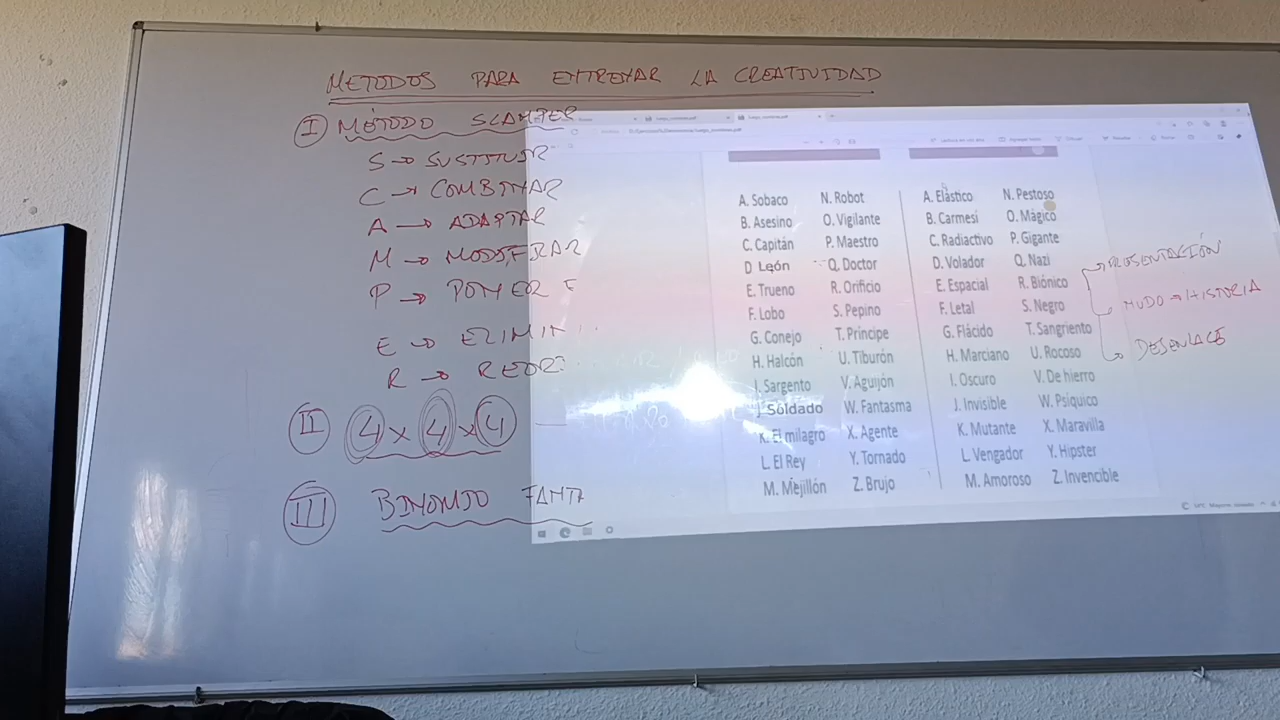 METODOS PARA ENTRENAR LA CREATIVIDAD
I MÉTODO SCAMPER
S → SUSTITUIR
C → COMBINAR
A → ADAPTAR
M → MODIFICAR
P → PONER
E →
R →
II 4 x 4 x 4
III BINOMIO
A. Sobaco N. Robot A. Elástico N. Pestoso
B. Asesino O. Vigilante B. Carmesí O. Mágico
C. Capitán P. Maestro C. Radiactivo P. Gigante
D León Q. Doctor D. Volador Q. Nazi
E. Trueno R. Orificio E. Espacial R. Biónico
F. Lobo S. Pepino F. Letal S. Negro
G. Conejo T. Príncipe G. Flácido T. Sangriento
H. Halcón U. Tiburón H. Marciano U. Rocoso
I. Sargento V. Aguijón I. Oscuro V. De hierro
J. Soldado W. Fantasma J. Invisible W. Psíquico
K. El milagro X. Agente K. Mutante X. Maravilla
L. El Rey Y. Tornado L. Vengador Y. Hipster
M. Mejillón Z. Brujo M. Amoroso Z. Invencible
PRESENTACIÓN
NUDO → HISTORIA
DESENLACE